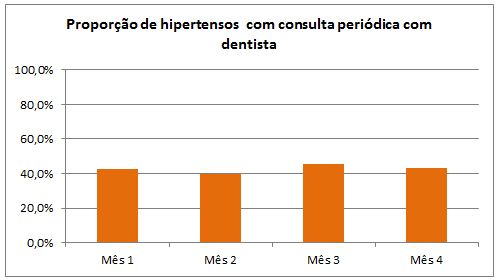 Proporção de hipertensos com consulta periódica com
dentista
100,0%
80,0%
60,0%
40,0%
20,0%
0,0%
Mês 1 Mês 2 Mês 3 Mês 4